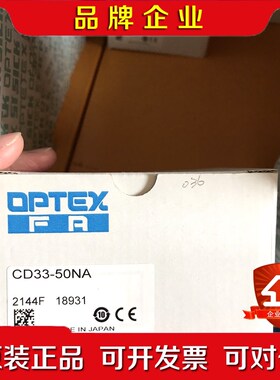 品牌企业
OPTEX
FA
CD33-50NA
2144F 18931
10
IN JAPAN
企业
装正品 可开发票 可对